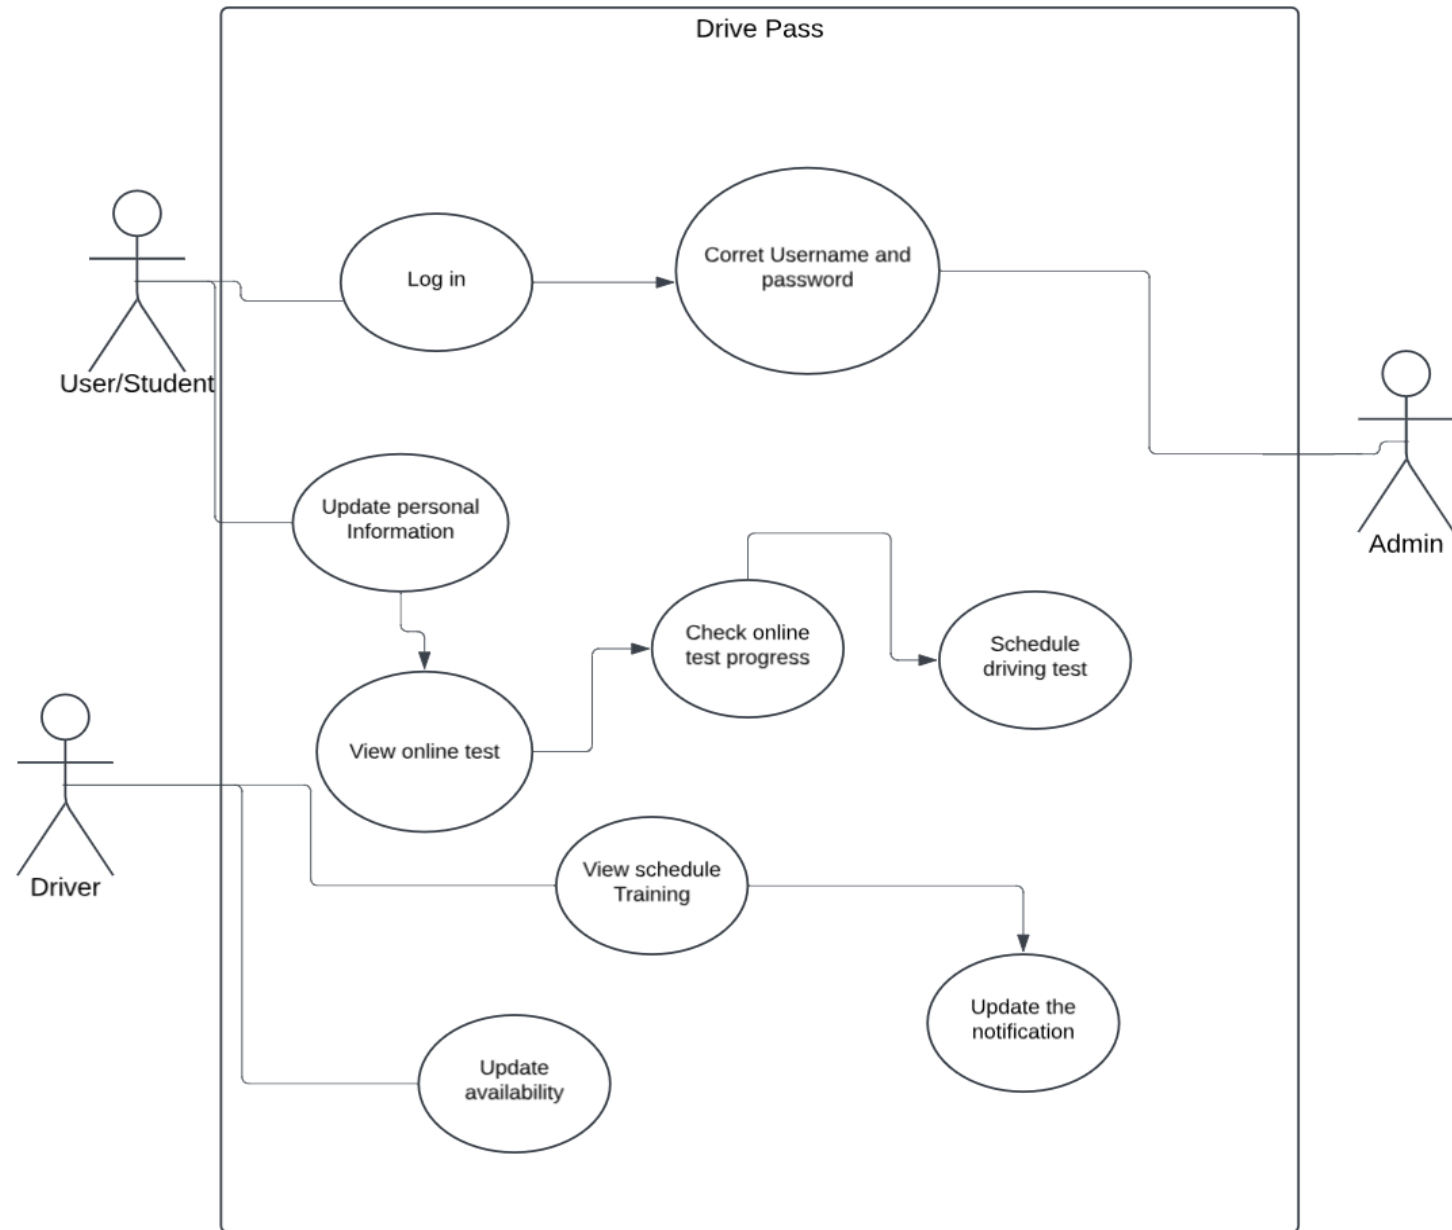 Drive Pass
Log in
Corret Username and
password
User/Student
Update personal
Information
Admin
Check online
test progress
Schedule
driving test
View online test
Driver
View schedule
Training
Update the
notification
Update
availability